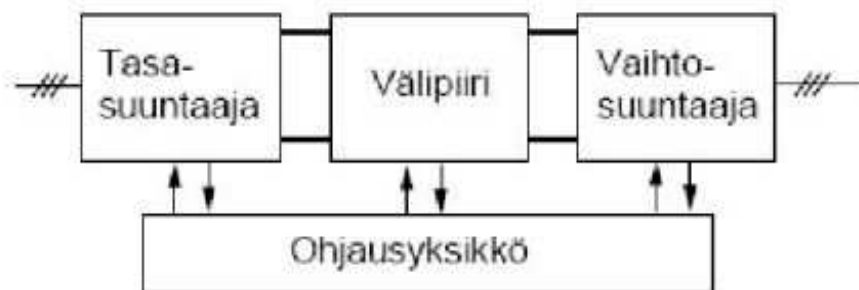 Tasa-
suuntaaja
Välipiiri
Vaihto-
suuntaaja
Ohjausyksikkö